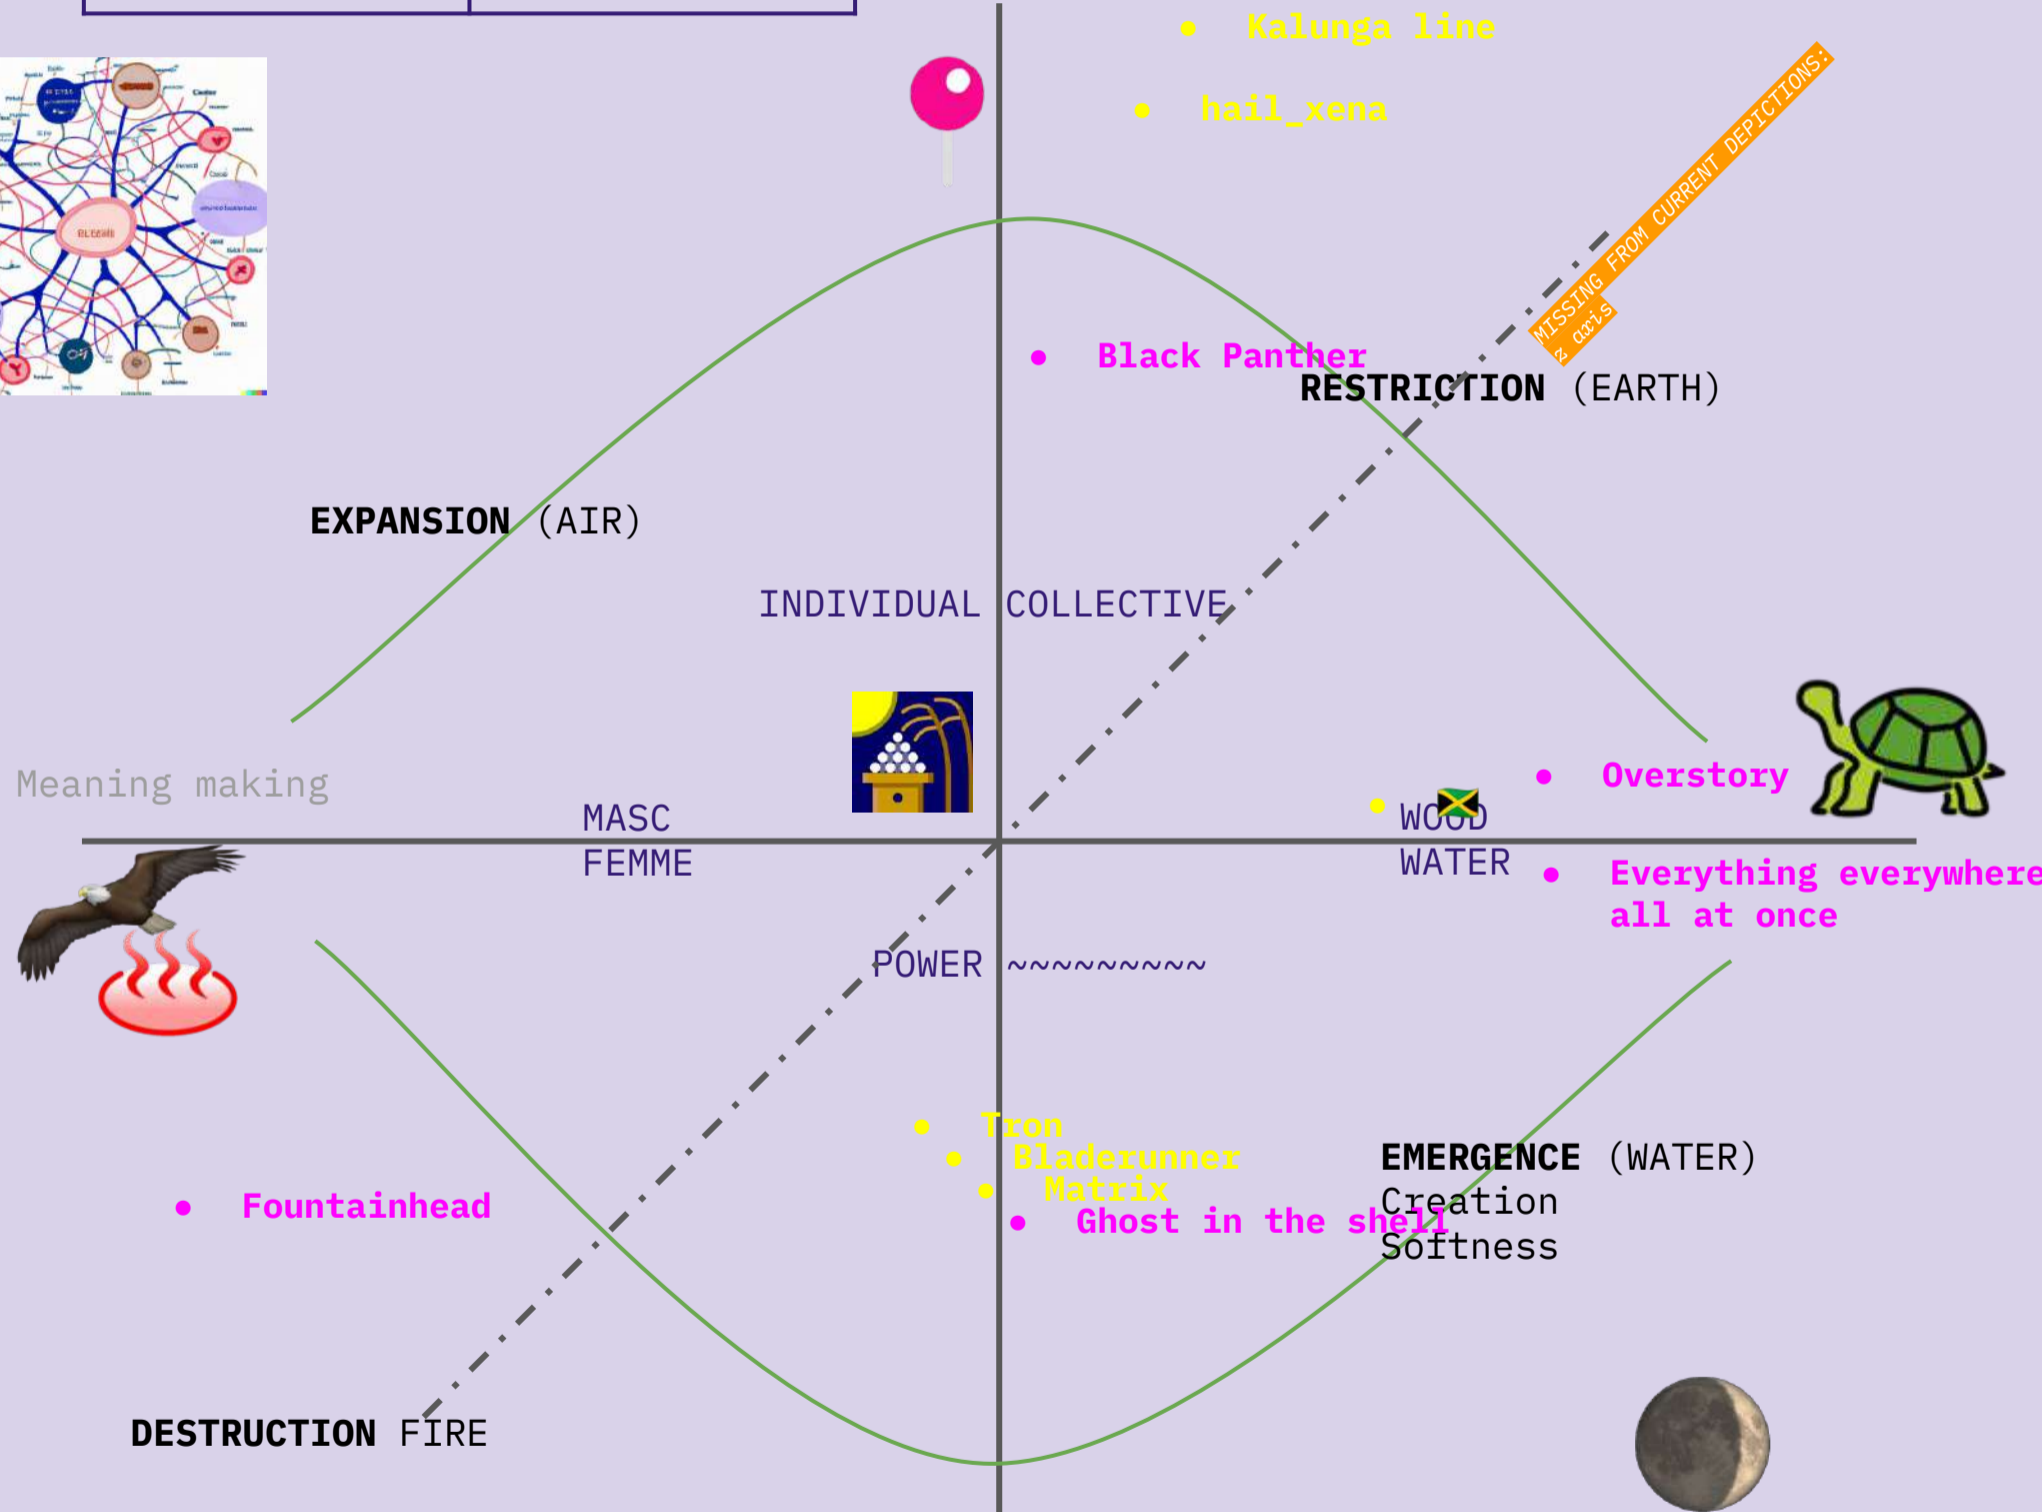 Kalunga line
hail_xena
MISSING FROM CURRENT DEPICTIONS:
z axis
Black Panther
RESTRICTION (EARTH)
EXPANSION (AIR)
INDIVIDUAL COLLECTIVE
Meaning making
Overstory
MASC
FEMME
WOOD
WATER
Everything everywhere
all at once
POWER ~~~~~~~~~
Tron
Bladerunner
Matrix
Ghost in the shell
Fountainhead
EMERGENCE (WATER)
Creation
Softness
DESTRUCTION FIRE